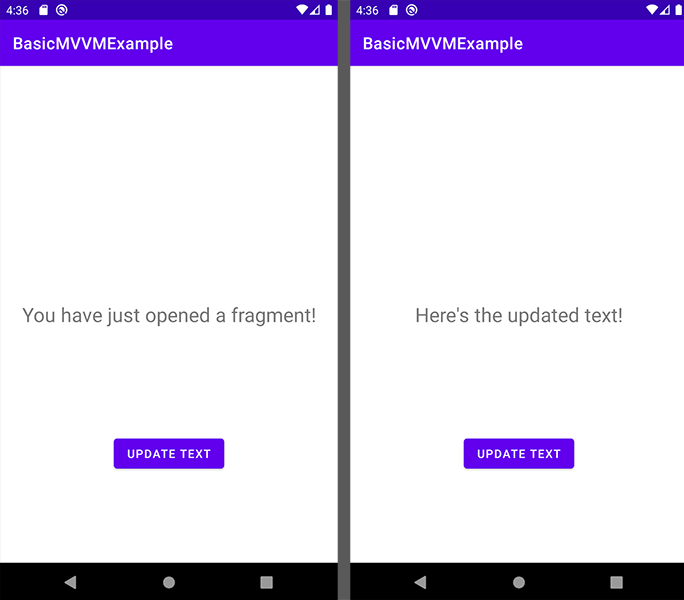 4:36
BasicMVVMExample
You have just opened a fragment!
UPDATE TEXT
4:36
BasicMVVMExample
Here's the updated text!
UPDATE TEXT